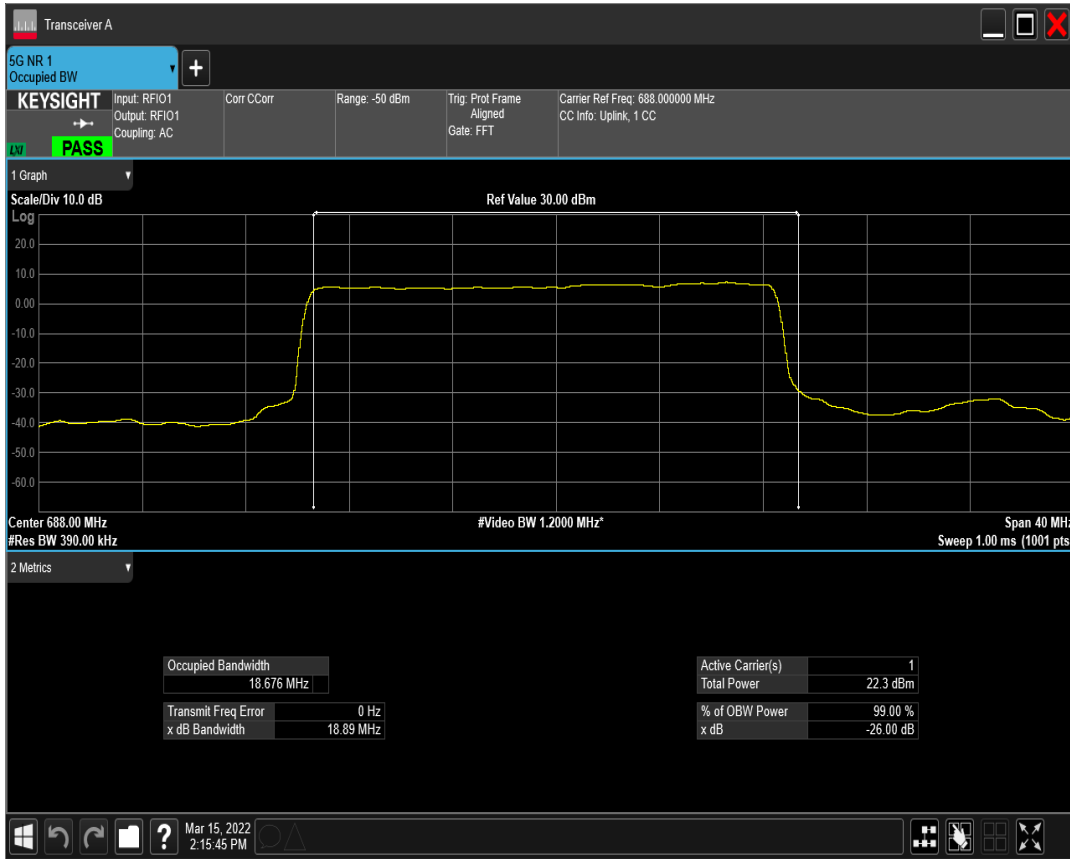 Transceiver A
5G NR 1
Occupied BW
KEYSIGHT
LXI
PASS
Input: RFIO1
Output: RFIO1
Coupling: AC
Corr CCorr
Range: -50 dBm
Trig: Prot Frame
Aligned
Gate: FFT
Carrier Ref Freq: 688.000000 MHz
CC Info: Uplink, 1 CC
1 Graph
Scale/Div 10.0 dB
Ref Value 30.00 dBm
Log
20.0
10.0
0.00
-10.0
-20.0
-30.0
-40.0
-50.0
-60.0
Center 688.00 MHz
#Video BW 1.2000 MHz*
Span 40 MHz
#Res BW 390.00 kHz
Sweep 1.00 ms (1001 pts
2 Metrics
Occupied Bandwidth
18.676 MHz
Transmit Freq Error 0 Hz
x dB Bandwidth 18.89 MHz
Active Carrier(s) 1
Total Power 22.3 dBm
% of OBW Power 99.00 %
x dB -26.00 dB
?
Mar 15, 2022
2:15:45 PM